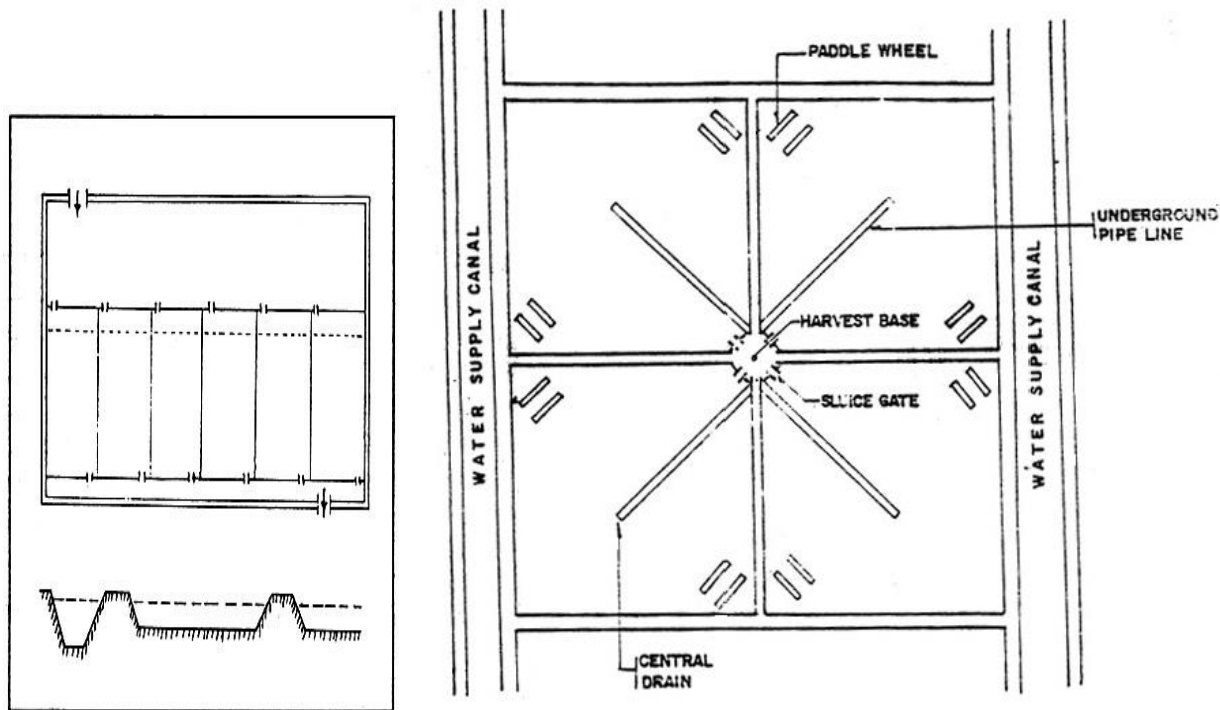 PADDLE WHEEL
UNDERGROUND
PIPE LINE
WATER SUPPLY CANAL
HARVEST BASE
SLUICE GATE
WATER SUPPLY CANAL
CENTRAL
DRAIN